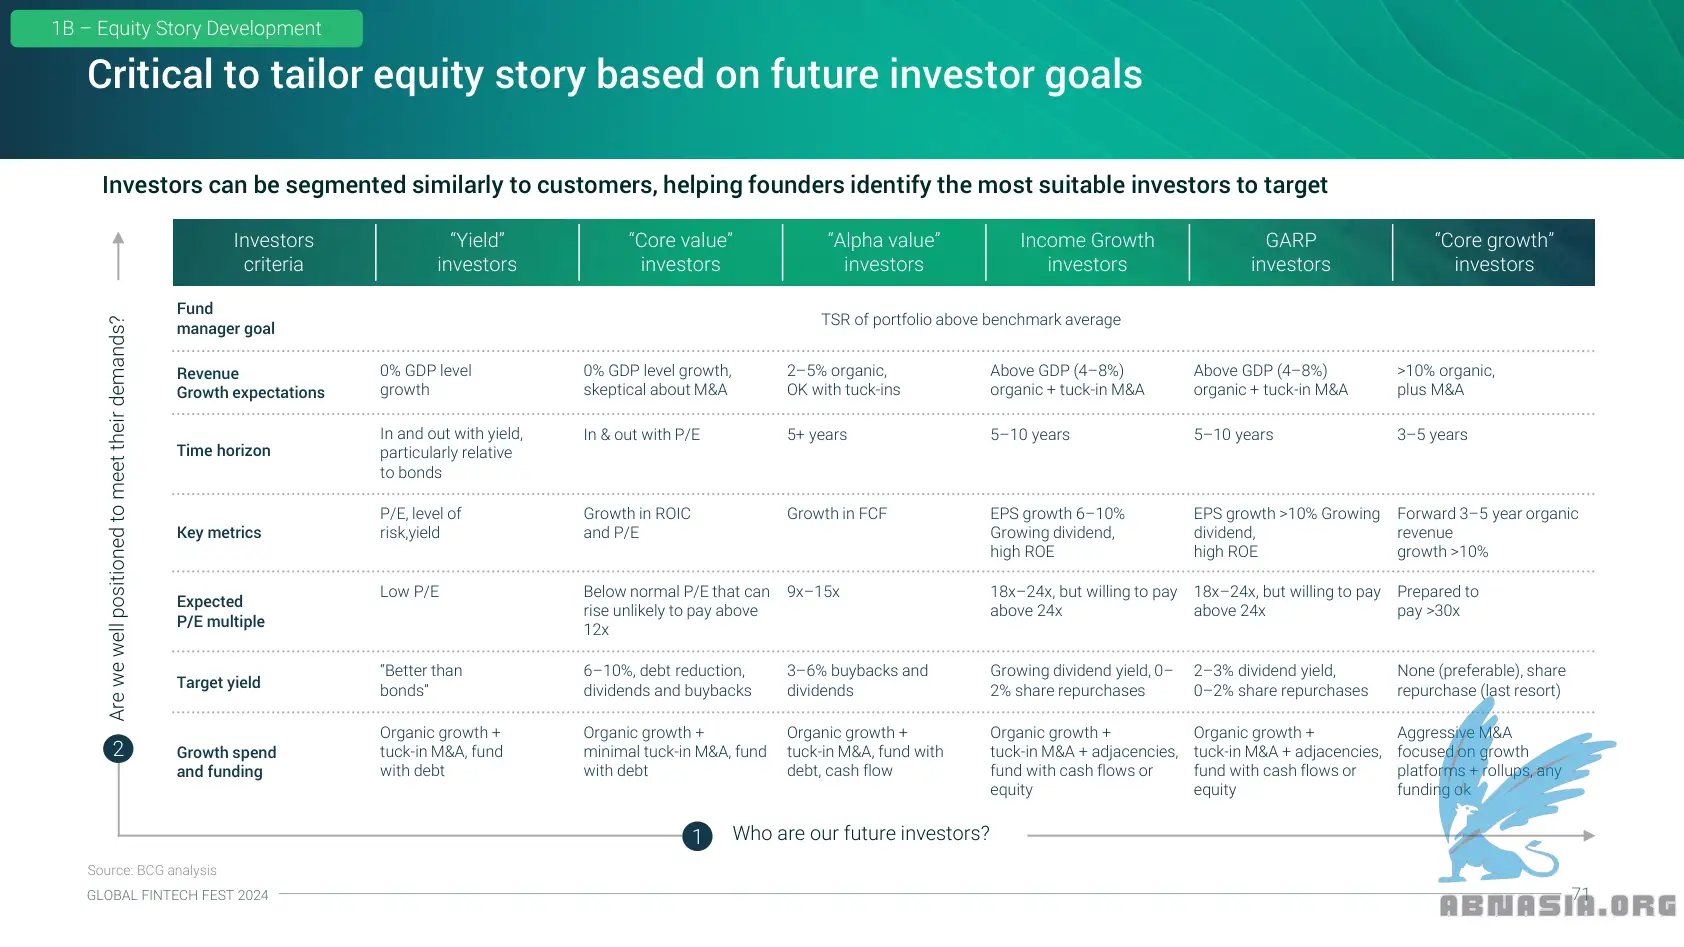 1B – Equity Story Development
Critical to tailor equity story based on future investor goals
Investors can be segmented similarly to customers, helping founders identify the most suitable investors to target
Investors
criteria
“Yield”
investors
“Core value”
investors
“Alpha value”
investors
Income Growth
investors
GARP
investors
“Core growth”
investors
Fund
manager goal
TSR of portfolio above benchmark average
Revenue
Growth expectations
0% GDP level
growth
0% GDP level growth,
skeptical about M&A
2–5% organic,
OK with tuck-ins
Above GDP (4–8%)
organic + tuck-in M&A
Above GDP (4–8%)
organic + tuck-in M&A
>10% organic,
plus M&A
Time horizon
In and out with yield,
particularly relative
to bonds
In & out with P/E
5+ years
5–10 years
5–10 years
3–5 years
Key metrics
P/E, level of
risk,yield
Growth in ROIC
and P/E
Growth in FCF
EPS growth 6–10%
Growing dividend,
high ROE
EPS growth >10% Growing
dividend,
high ROE
Forward 3–5 year organic
revenue
growth >10%
Expected
P/E multiple
Low P/E
Below normal P/E that can
rise unlikely to pay above
12x
9x–15x
18x–24x, but willing to pay
above 24x
18x–24x, but willing to pay
above 24x
Prepared to
pay >30x
Target yield
“Better than
bonds”
6–10%, debt reduction,
dividends and buybacks
3–6% buybacks and
dividends
Growing dividend yield, 0–
2% share repurchases
2–3% dividend yield,
0–2% share repurchases
None (preferable), share
repurchase (last resort)
Growth spend
and funding
Organic growth +
tuck-in M&A, fund
with debt
Organic growth +
minimal tuck-in M&A, fund
with debt
Organic growth +
tuck-in M&A, fund with
debt, cash flow
Organic growth +
tuck-in M&A + adjacencies,
fund with cash flows or
equity
Organic growth +
tuck-in M&A + adjacencies,
fund with cash flows or
equity
Aggressive M&A
focused on growth
platforms + rollups, any
funding ok
Are we well positioned to meet their demands?
2
1
Who are our future investors?
Source: BCG analysis
GLOBAL FINTECH FEST 2024
71
ABNASIA.ORG